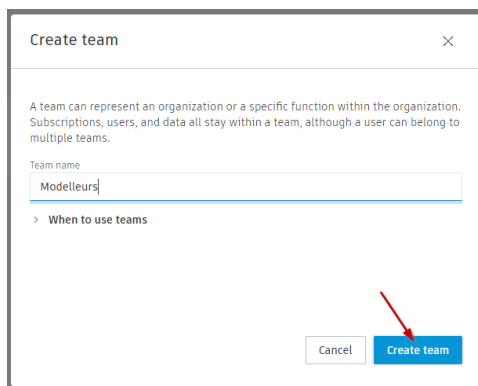 Create team
A team can represent an organization or a specific function within the organization.
Subscriptions, users, and data all stay within a team, although a user can belong to
multiple teams.
Team name
Modelleurs
When to use teams
Cancel
Create team